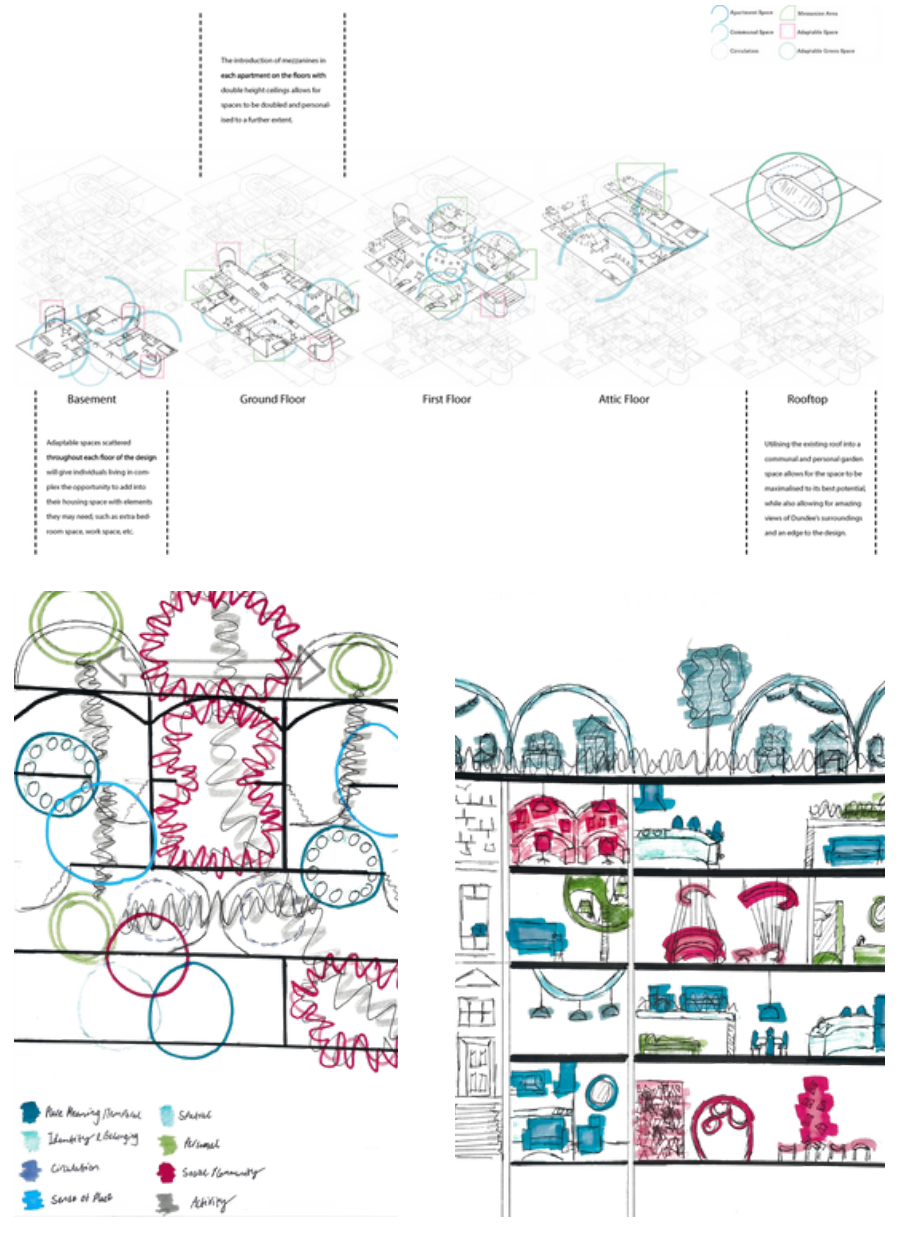 Apartment Space
Mezzanine Area
Communal Space
Adaptable Space
Circulation
Adaptable Green Space
The introduction of mezzanines in
each apartment on the floors with
double height ceilings allows for
spaces to be doubled and personal-
ised to a further extent.
Basement
Ground Floor
First Floor
Attic Floor
Rooftop
Adaptable spaces scattered
throughout each floor of the design
will give individuals living in com-
plex the opportunity to add into
their housing space with elements
they may need, such as extra bed-
room space, work space, etc.
Utilising the existing roof into a
communal and personal garden
space allows for the space to be
maximalised to its best potential,
while also allowing for amazing
views of Dundee's surroundings
and an edge to the design.
Meaning
Identity & Belonging
Circulation
Sense of Place
Spatial
Personal
Social / Community
Activity